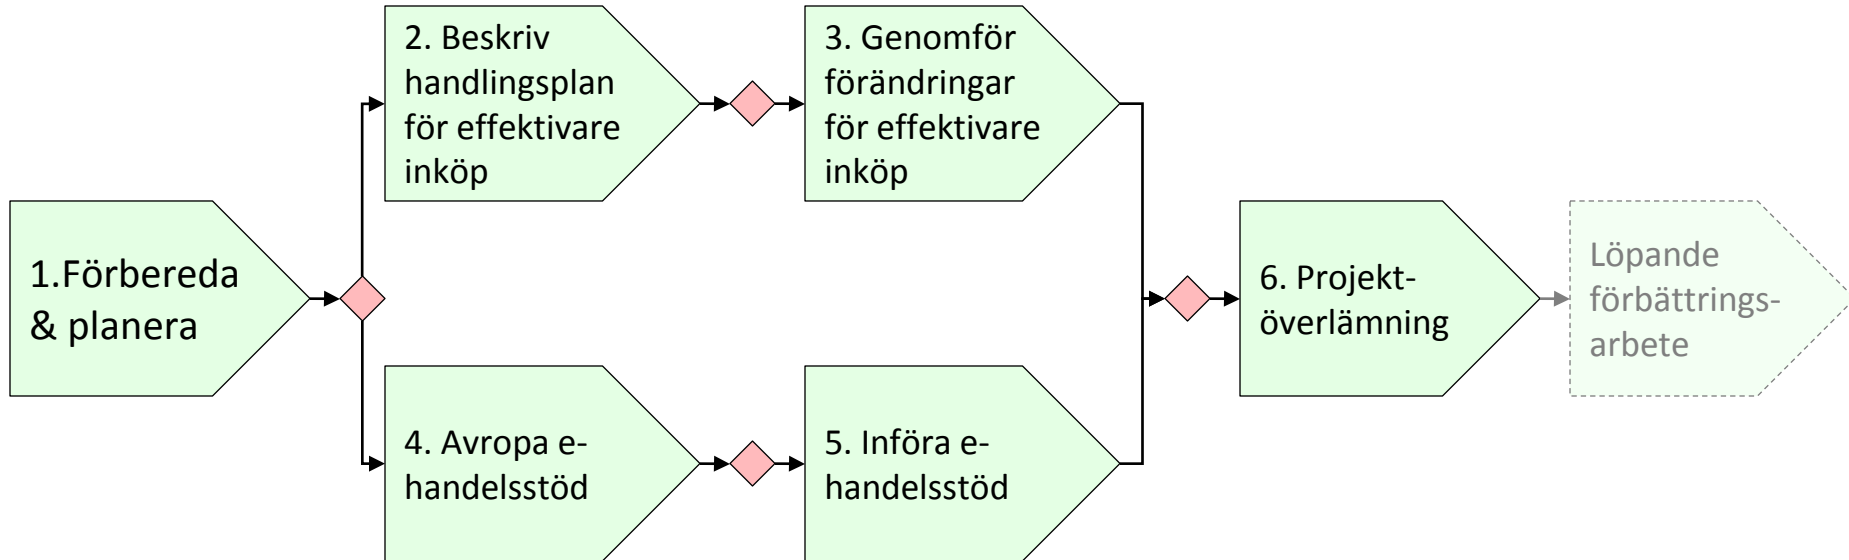 1.Förbereda
& planera
2. Beskriv
handlingsplan
för effektivare
inköp
3. Genomför
förändringar
för effektivare
inköp
4. Avropa e-
handelsstöd
5. Införa e-
handelsstöd
6. Projekt-
överlämning
Löpande
förbättrings-
arbete